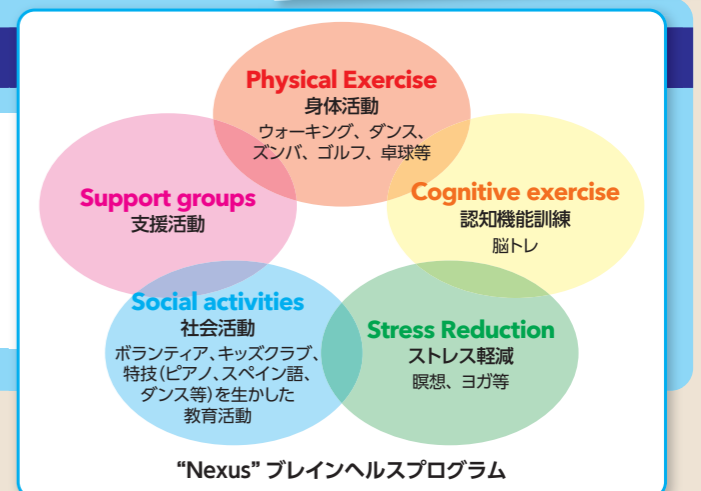 Physical Exercise
身体活動
ウォーキング、ダンス、
ズンバ、ゴルフ、卓球等
Support groups
支援活動
Cognitive exercise
認知機能訓練
脳トレ
Social activities
社会活動
ボランティア、キッズクラブ、
特技(ピアノ、スペイン語、
ダンス等)を生かした
教育活動
Stress Reduction
ストレス軽減
瞑想、ヨガ等
“Nexus” ブレインヘルスプログラム